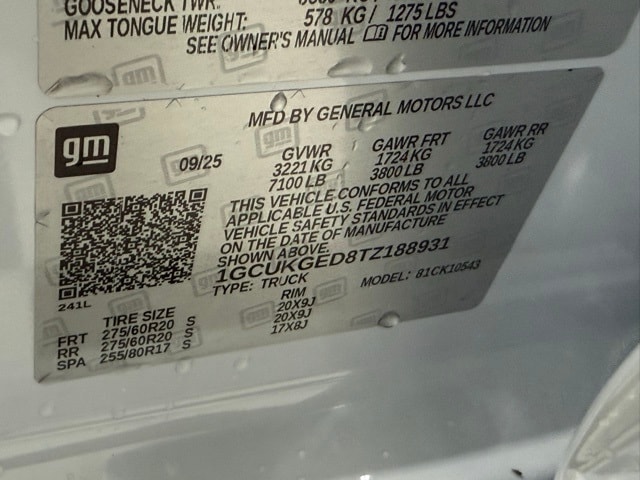 GOOSENECK TWR:
MAX TONGUE WEIGHT: 578 KG / 1275 LBS
SEE OWNER'S MANUAL FOR MORE INFORMATION
gm
MFD BY GENERAL MOTORS LLC
09/25 GVWR GAWR FRT GAWR RR
3221 KG 1724 KG 1724 KG
7100 LB 3800 LB 3800 LB
THIS VEHICLE CONFORMS TO ALL
APPLICABLE U.S. FEDERAL MOTOR
VEHICLE SAFETY STANDARDS IN EFFECT
ON THE DATE OF MANUFACTURE
SHOWN ABOVE.
1GCUKGED8TZ188931
TYPE: TRUCK MODEL: 81CK10543
241L
TIRE SIZE RIM
FRT 275/60R20 S 20X9J
RR 275/60R20 S 20X9J
SPA 255/80R17 S 17X8J